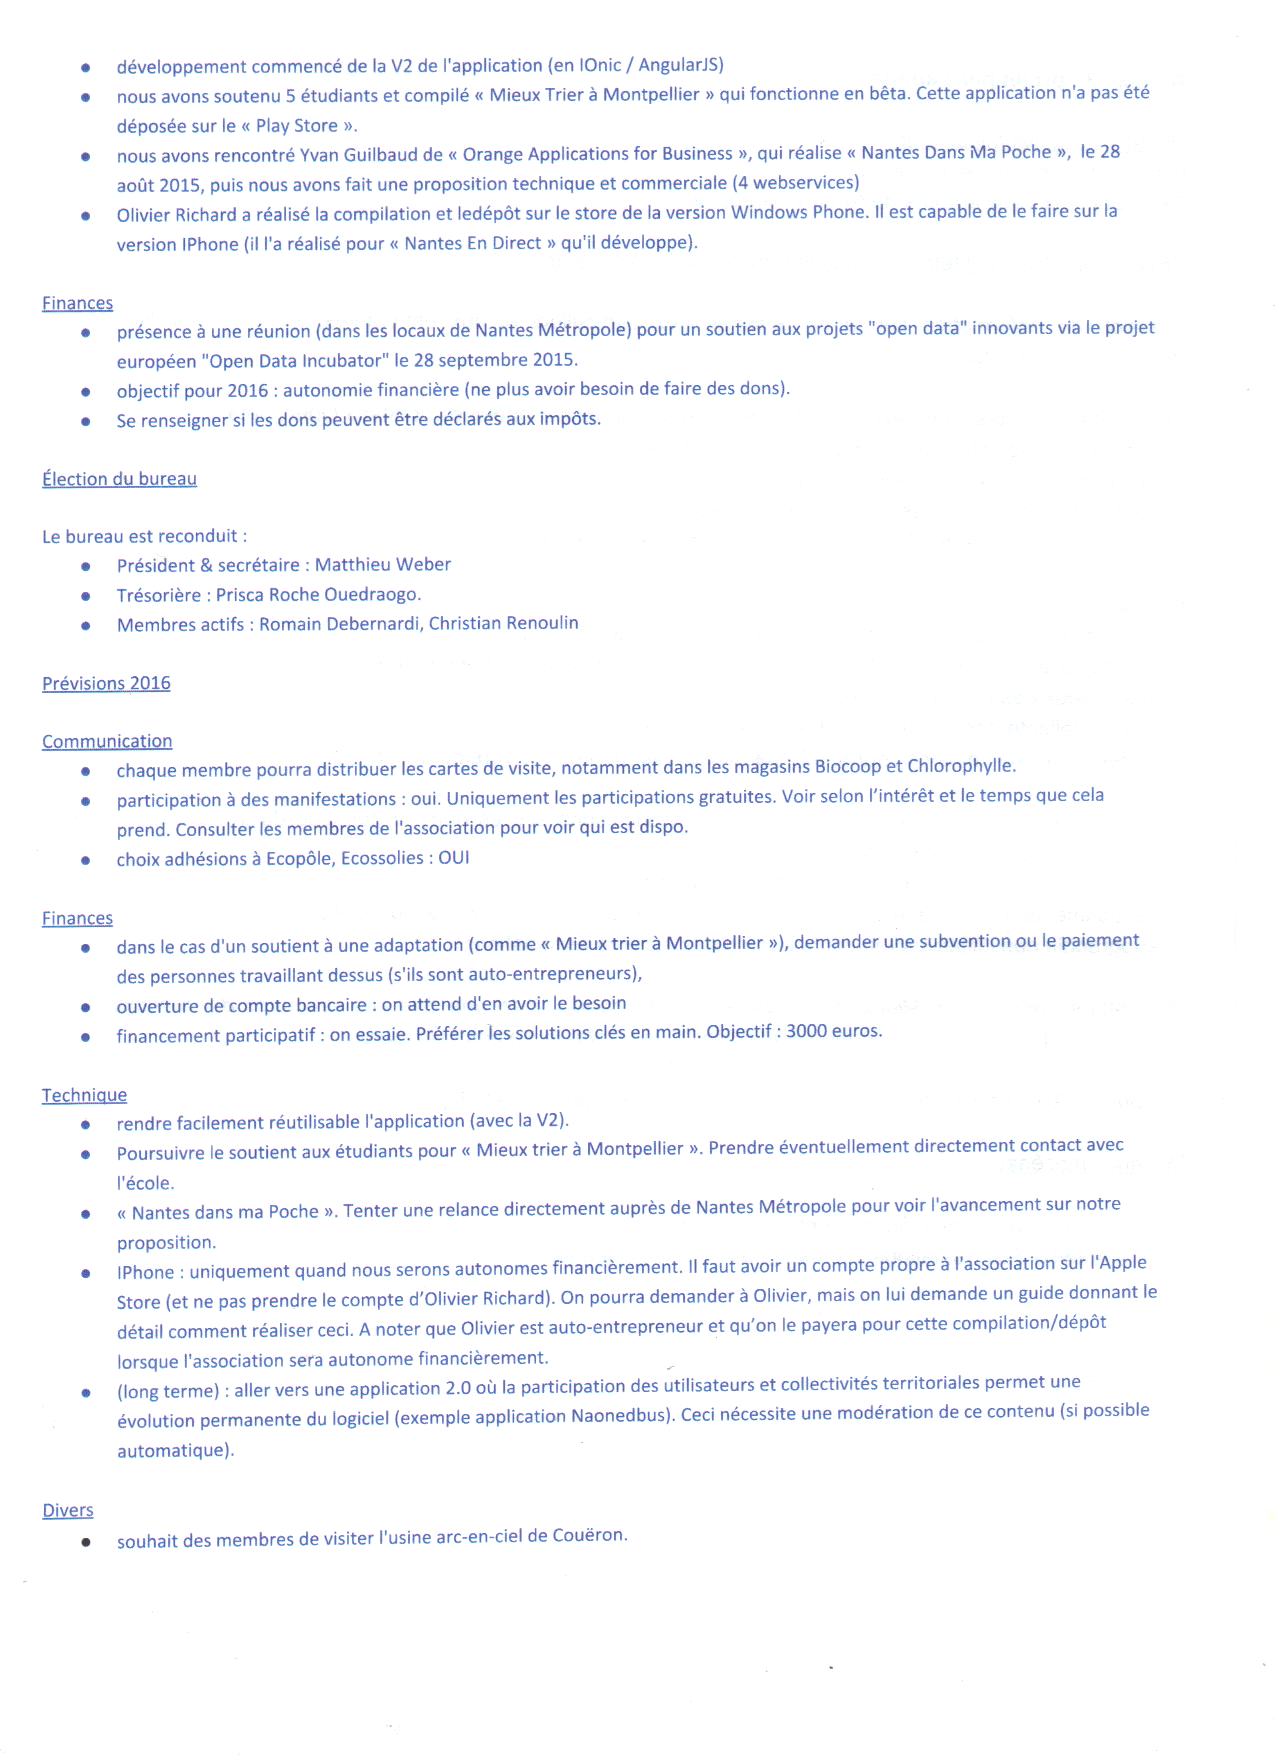 • développement commencé de la V2 de l'application (en IOnic / AngularJS)
• nous avons soutenu 5 étudiants et compilé « Mieux Trier à Montpellier » qui fonctionne en bêta. Cette application n'a pas été
déposée sur le « Play Store ».
• nous avons rencontré Yvan Guilbaud de « Orange Applications for Business », qui réalise « Nantes Dans Ma Poche », le 28
août 2015, puis nous avons fait une proposition technique et commerciale (4 webservices)
• Olivier Richard a réalisé la compilation et ledépôt sur le store de la version Windows Phone. Il est capable de le faire sur la
version IPhone (il l'a réalisé pour « Nantes En Direct » qu'il développe).
Finances
• présence à une réunion (dans les locaux de Nantes Métropole) pour un soutien aux projets "open data" innovants via le projet
européen "Open Data Incubator" le 28 septembre 2015.
• objectif pour 2016 : autonomie financière (ne plus avoir besoin de faire des dons).
• Se renseigner si les dons peuvent être déclarés aux impôts.
Élection du bureau
Le bureau est reconduit :
• Président & secrétaire : Matthieu Weber
• Trésorière : Prisca Roche Ouedraogo.
• Membres actifs : Romain Debernardi, Christian Renoulin
Prévisions 2016
Communication
• chaque membre pourra distribuer les cartes de visite, notamment dans les magasins Biocoop et Chlorophylle.
• participation à des manifestations : oui. Uniquement les participations gratuites. Voir selon l'intérêt et le temps que cela
prend. Consulter les membres de l'association pour voir qui est dispo.
• choix adhésions à Ecopôle, Ecossolies : OUI
Finances
• dans le cas d'un soutient à une adaptation (comme « Mieux trier à Montpellier »), demander une subvention ou le paiement
des personnes travaillant dessus (s'ils sont auto-entrepreneurs),
• ouverture de compte bancaire : on attend d'en avoir le besoin
• financement participatif : on essaie. Préférer les solutions clés en main. Objectif : 3000 euros.
Technique
• rendre facilement réutilisable l'application (avec la V2).
• Poursuivre le soutient aux étudiants pour « Mieux trier à Montpellier ». Prendre éventuellement directement contact avec
l'école.
• « Nantes dans ma Poche ». Tenter une relance directement auprès de Nantes Métropole pour voir l'avancement sur notre
proposition.
• IPhone : uniquement quand nous serons autonomes financièrement. Il faut avoir un compte propre à l'association sur l'Apple
Store (et ne pas prendre le compte d'Olivier Richard). On pourra demander à Olivier, mais on lui demande un guide donnant le
détail comment réaliser ceci. A noter que Olivier est auto-entrepreneur et qu'on le payera pour cette compilation/dépôt
lorsque l'association sera autonome financièrement.
• (long terme) : aller vers une application 2.0 où la participation des utilisateurs et collectivités territoriales permet une
évolution permanente du logiciel (exemple application Naonedbus). Ceci nécessite une modération de ce contenu (si possible
automatique).
Divers
• souhait des membres de visiter l'usine arc-en-ciel de Couëron.